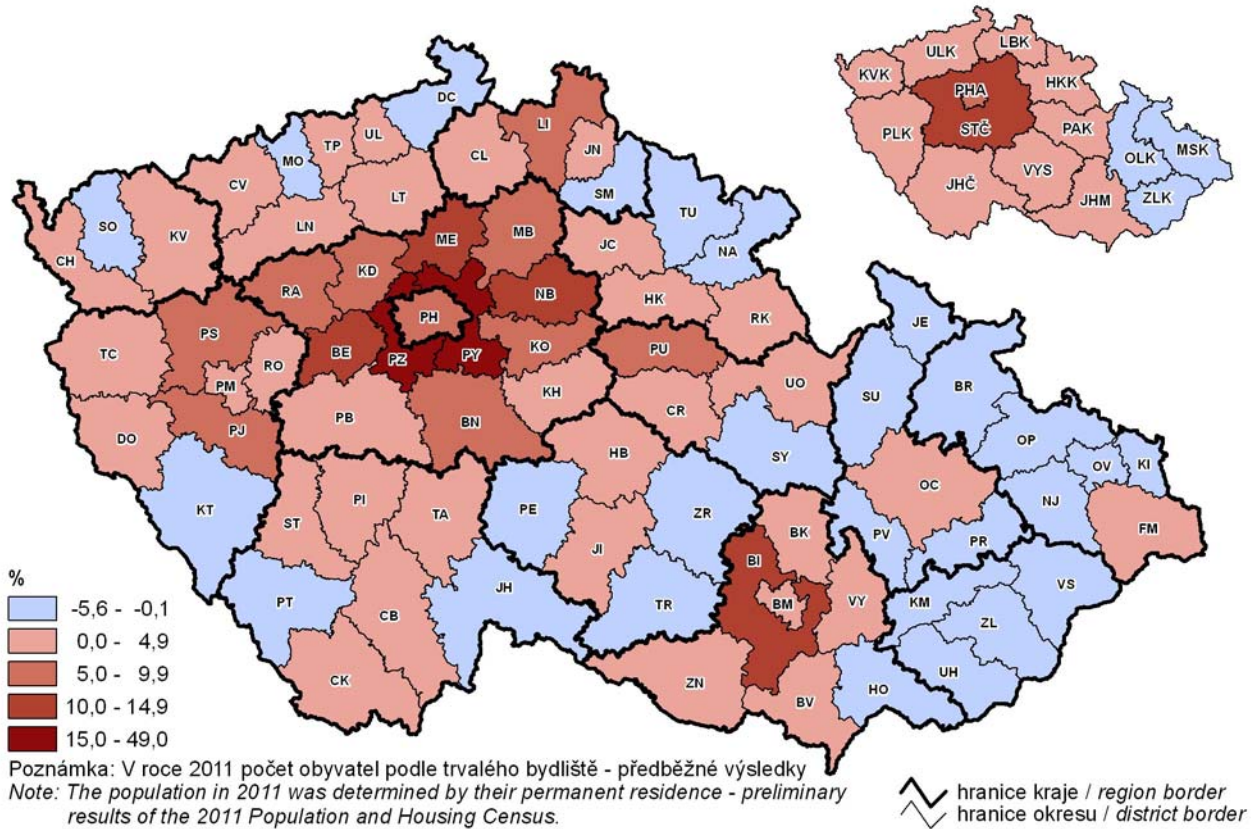 DC
LI
UL
TP
JN
MO
CL
CV
LT
SM
SO
KV
LN
TU
ME
MB
NA
CH
JC
KD
RA
NB
HK
PH
RK
PS
TC
RO
BE
PZ
PY
KO
PU
PM
KH
UO
PB
BN
CR
DO
PJ
HB
SY
KT
PI
ST
TA
PE
ZR
JI
JE
SU
BR
OP
OV
KI
OC
NJ
FM
BK
PV
PR
BI
VS
PT
JH
TR
BM
VY
KM
ZL
CB
UH
CK
ZN
BV
HO
ULK
LBK
KVK
HKK
PHA
STČ
PAK
PLK
MSK
OLK
VYS
JHČ
JHM
ZLK
%
-5,6 - -0,1
0,0 - 4,9
5,0 - 9,9
10,0 - 14,9
15,0 - 49,0
Poznámka: V roce 2011 počet obyvatel podle trvalého bydliště - předběžné výsledky
Note: The population in 2011 was determined by their permanent residence - preliminary
results of the 2011 Population and Housing Census.
hranice kraje / region border
hranice okresu / district border